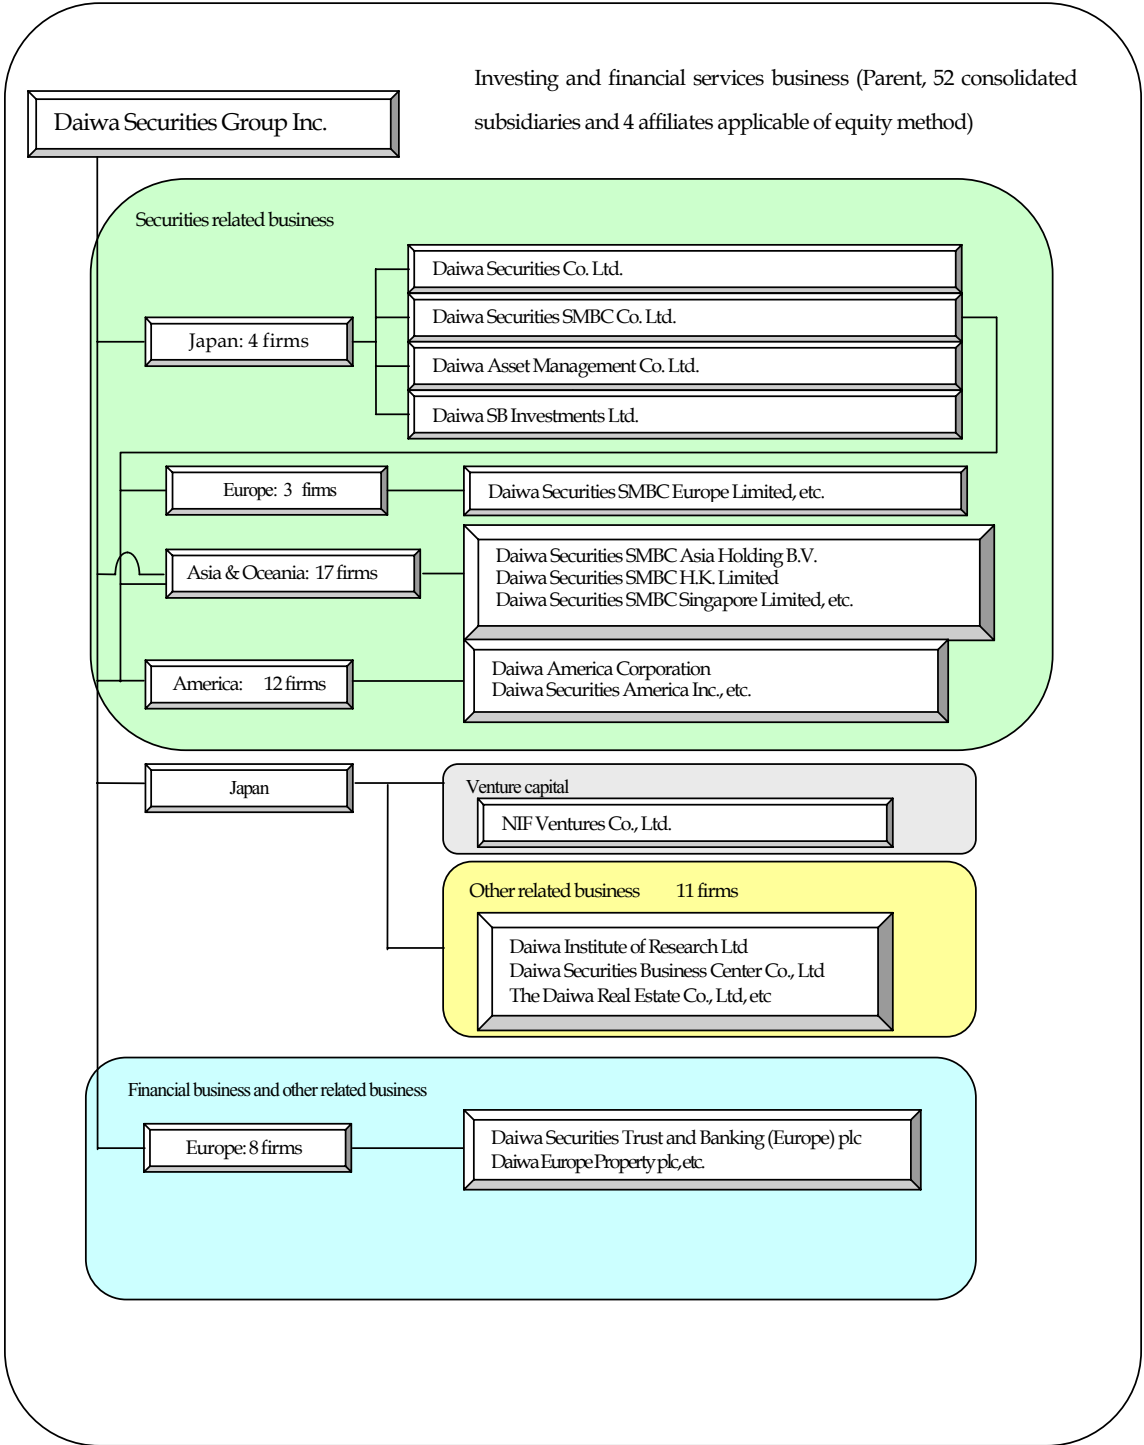 Investing and financial services business (Parent, 52 consolidated
subsidiaries and 4 affiliates applicable of equity method)
Daiwa Securities Group Inc.
Securities related business
Daiwa Securities Co. Ltd.
Daiwa Securities SMBC Co. Ltd.
Japan: 4 firms
Daiwa Asset Management Co. Ltd.
Daiwa SB Investments Ltd.
Europe: 3 firms
Daiwa Securities SMBC Europe Limited, etc.
Asia & Oceania: 17 firms
Daiwa Securities SMBC Asia Holding B.V.
Daiwa Securities SMBC H.K. Limited
Daiwa Securities SMBC Singapore Limited, etc.
America: 12 firms
Daiwa America Corporation
Daiwa Securities America Inc., etc.
Japan
Venture capital
NIF Ventures Co., Ltd.
Other related business 11 firms
Daiwa Institute of Research Ltd
Daiwa Securities Business Center Co., Ltd
The Daiwa Real Estate Co., Ltd, etc
Financial business and other related business
Europe: 8 firms
Daiwa Securities Trust and Banking (Europe) plc
Daiwa Europe Property plc, etc.